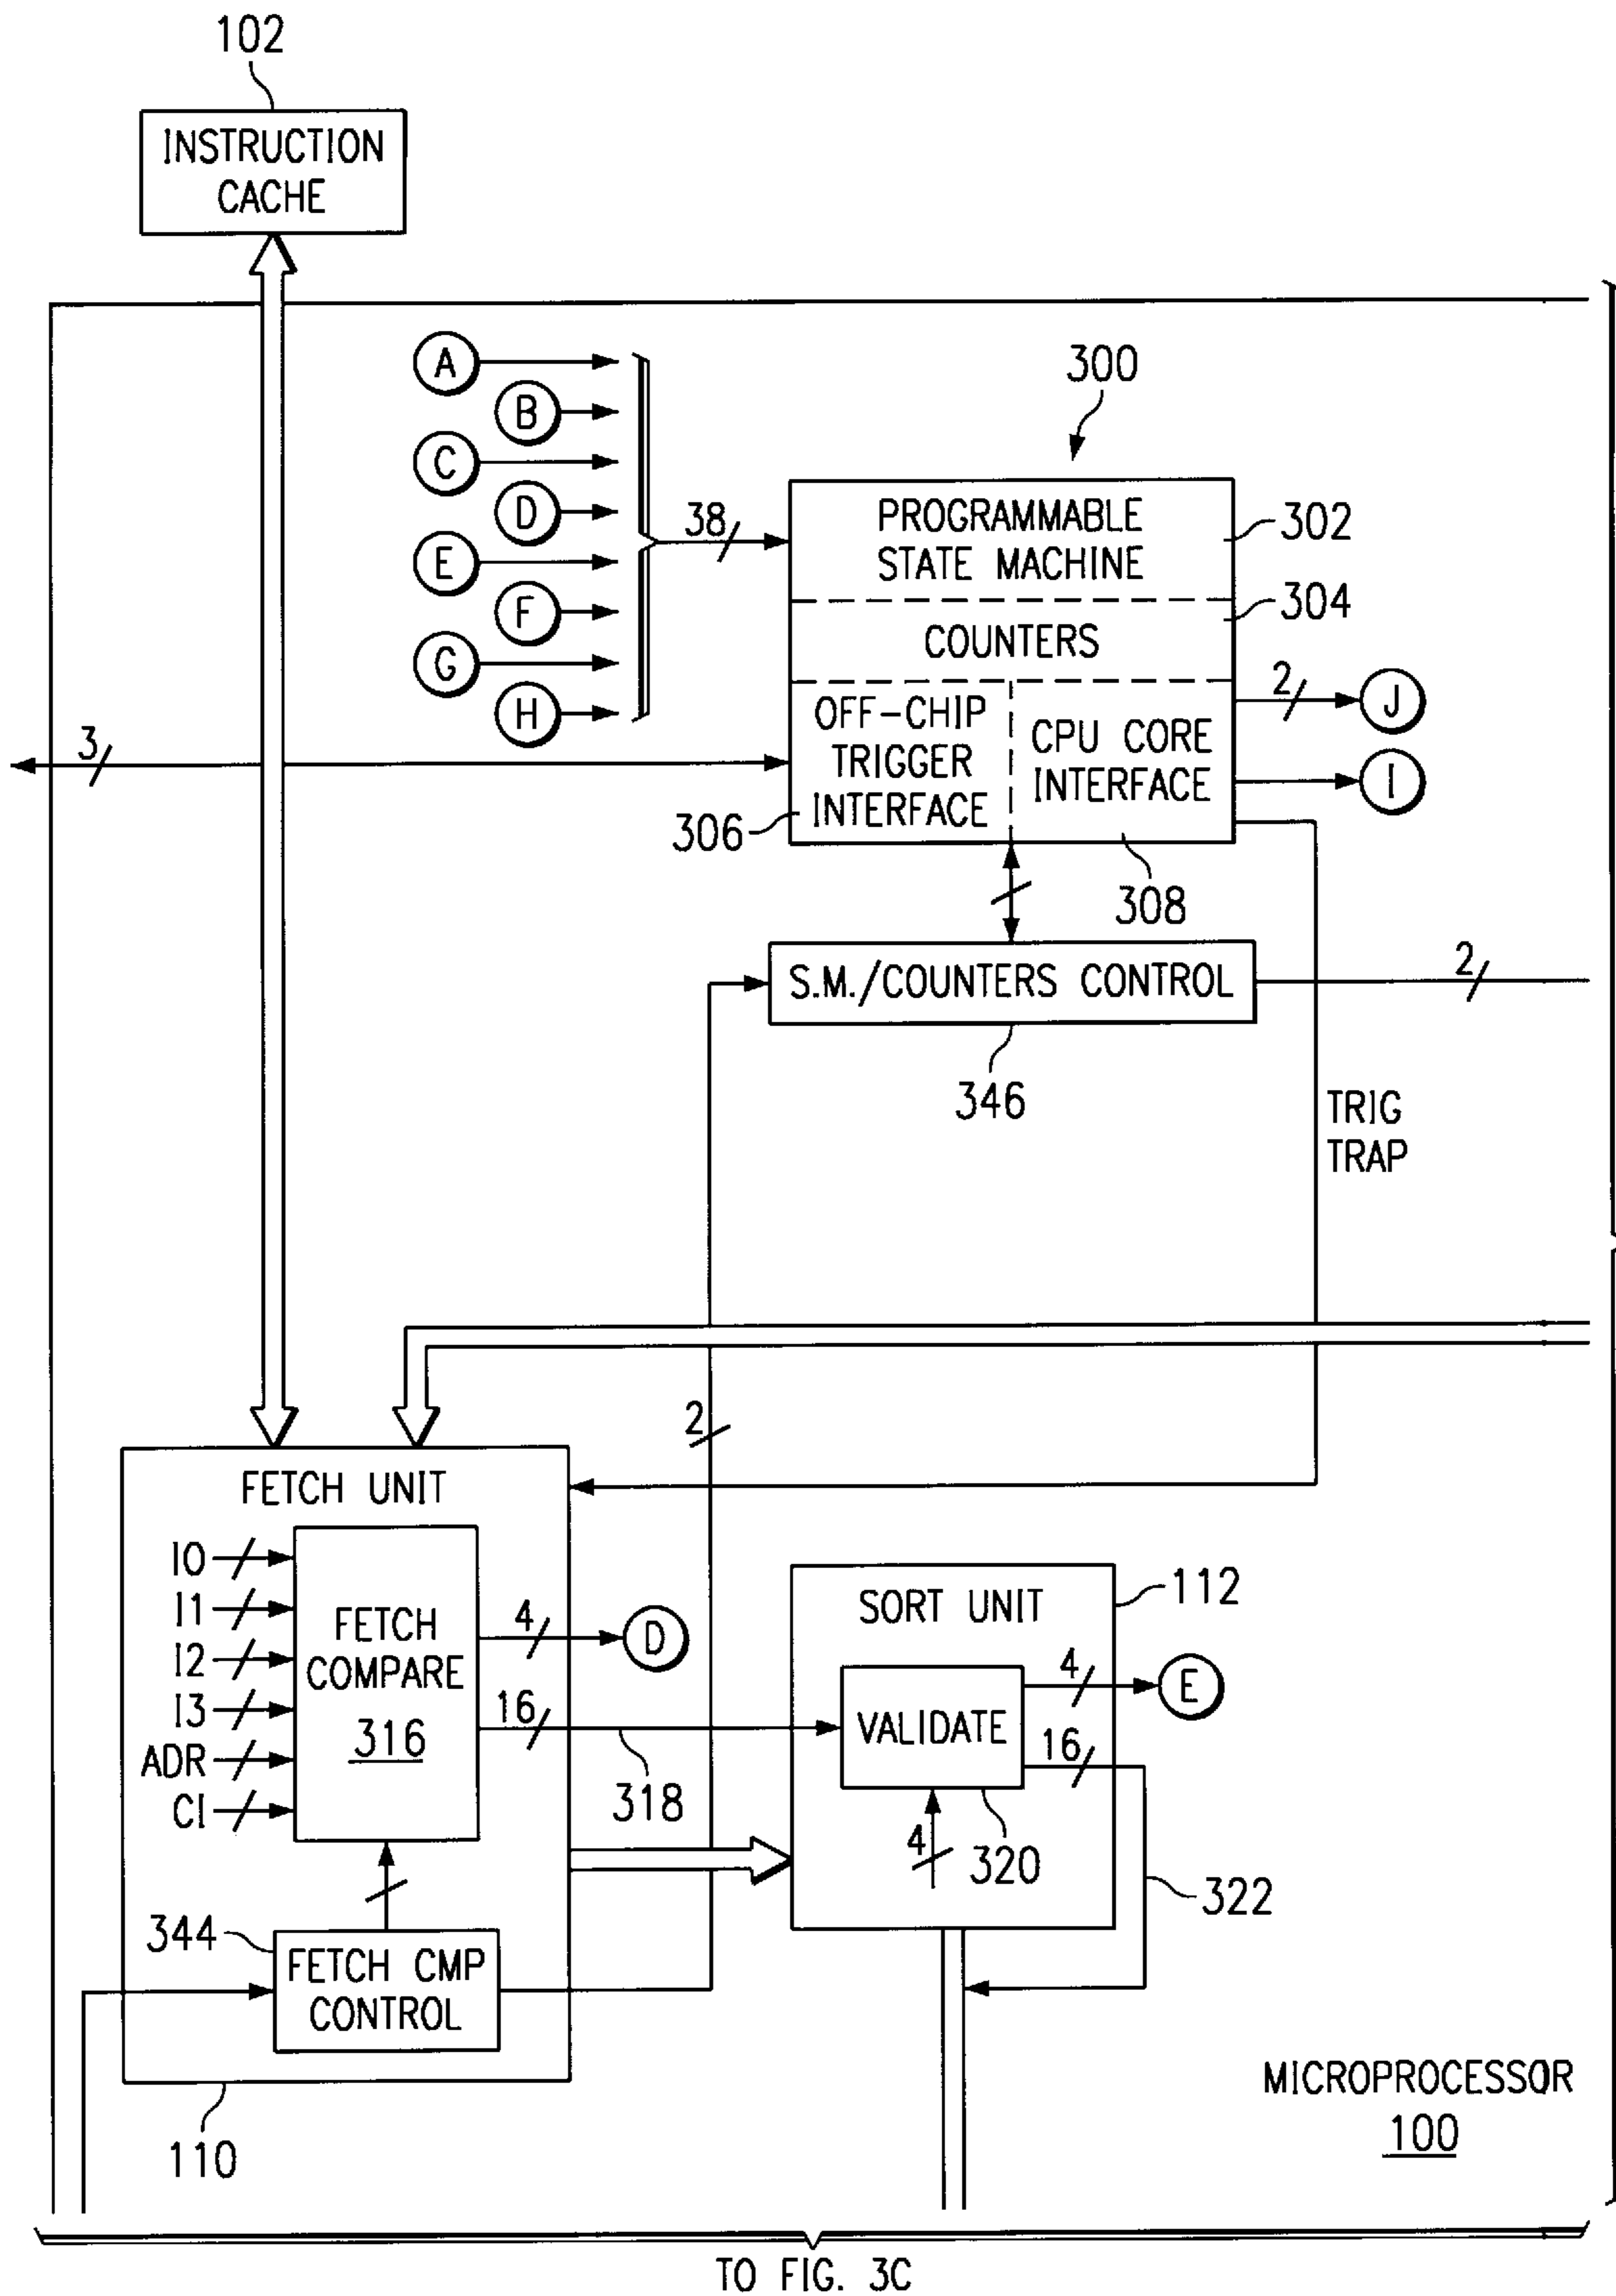 102
INSTRUCTION
CACHE
A
B
C
D
E
F
G
H
38
300
PROGRAMMABLE
STATE MACHINE
302
COUNTERS
304
OFF-CHIP
TRIGGER
INTERFACE
306
CPU CORE
INTERFACE
308
2
J
I
3
S.M./COUNTERS CONTROL
346
2
TRIG
TRAP
2
FETCH UNIT
I0
I1
I2
I3
ADR
CI
FETCH
COMPARE
316
4
D
16
318
SORT UNIT
112
VALIDATE
4
E
16
4
320
322
344
FETCH CMP
CONTROL
110
MICROPROCESSOR
100
TO FIG. 3C